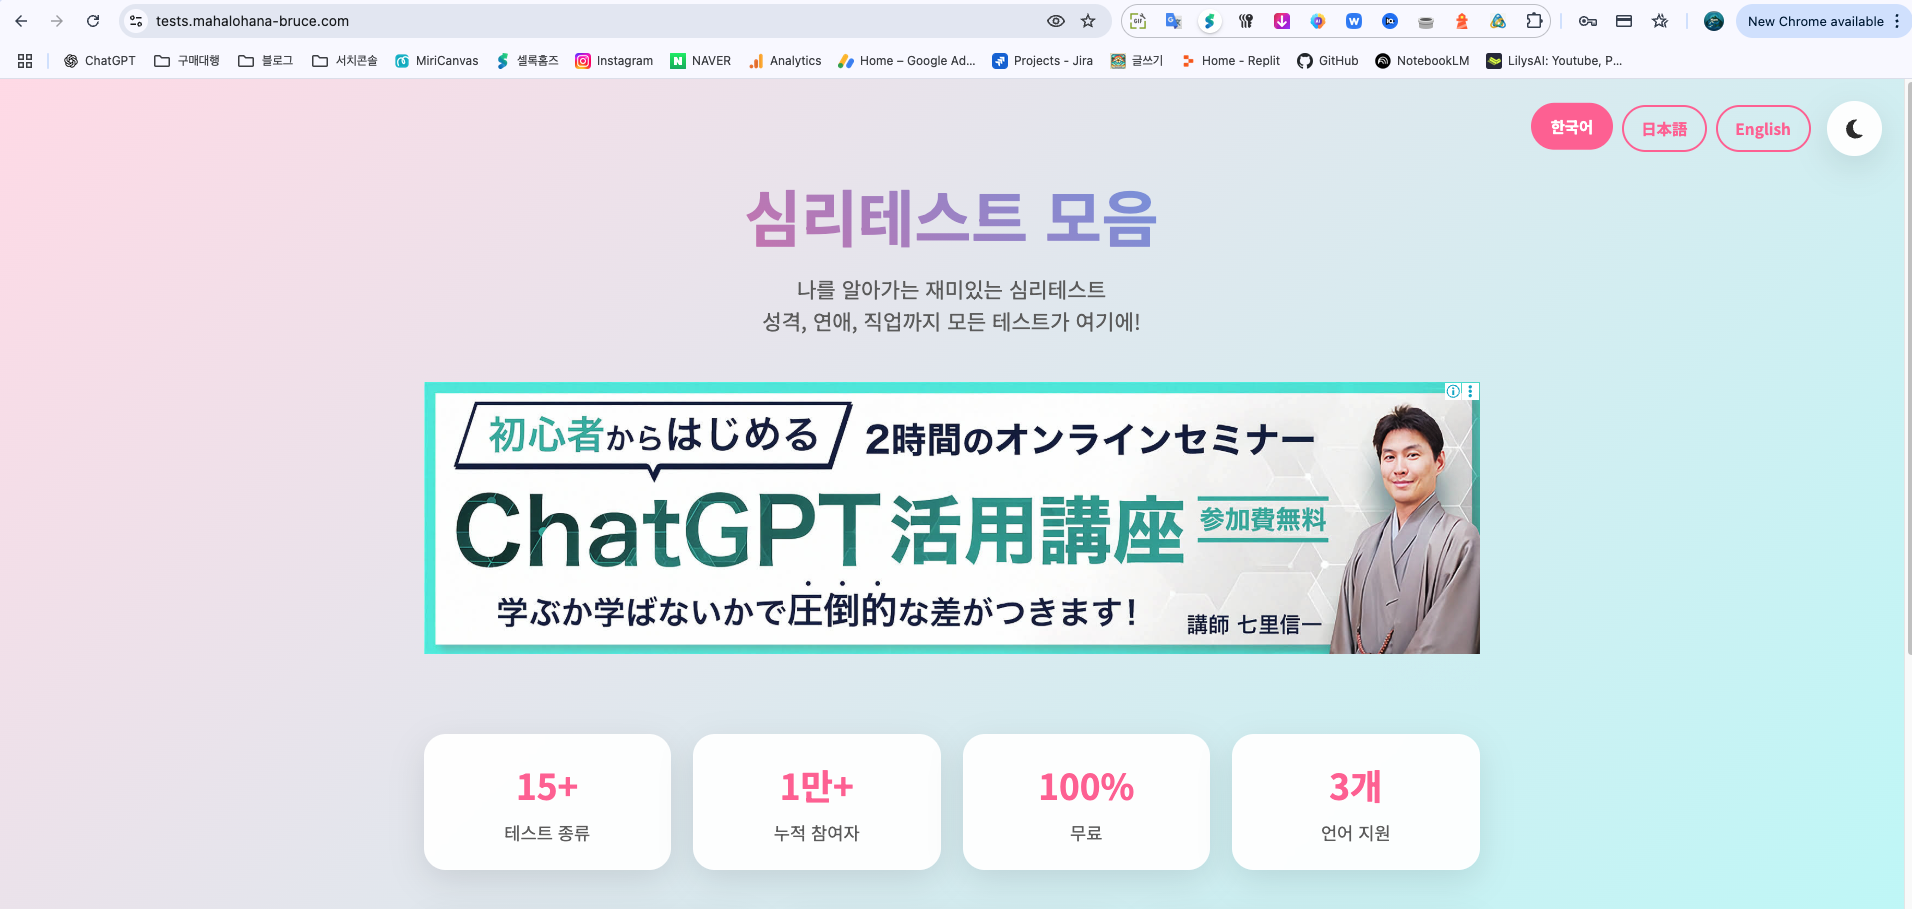 tests.mahalohana-bruce.com
New Chrome available
ChatGPT
구매대행
블로그
서치콘솔
MiriCanvas
셀록홈즈
Instagram
NAVER
Analytics
Home – Google Ad...
Projects - Jira
글쓰기
Home - Replit
GitHub
NotebookLM
LilysAI: Youtube, P...
한국어
日本語
English
심리테스트 모음
나를 알아가는 재미있는 심리테스트
성격, 연애, 직업까지 모든 테스트가 여기에!
初心者からはじめる 2時間のオンラインセミナー
ChatGPT活用講座 参加費無料
学ぶか学ばないかで圧倒的な差がつきます!
講師 七里信一
15+
테스트 종류
1만+
누적 참여자
100%
무료
3개
언어 지원